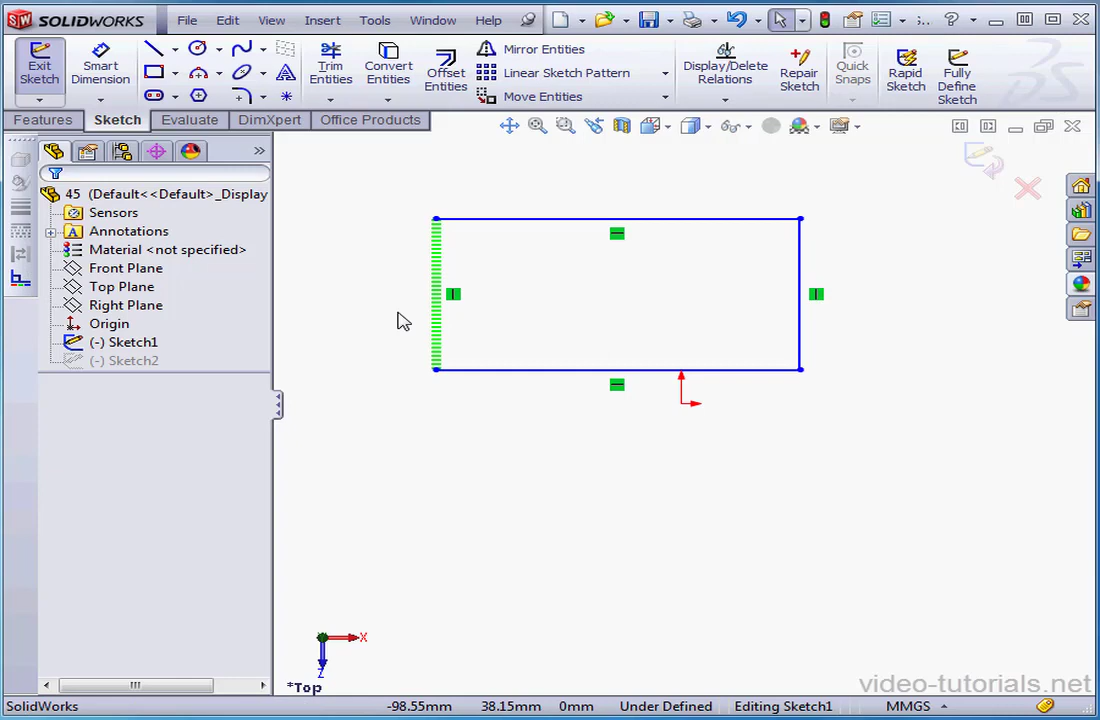 SW SOLIDWORKS File Edit View Insert Tools Window Help
Exit Sketch
Smart Dimension
Trim Entities
Convert Entities
Offset Entities
Mirror Entities
Linear Sketch Pattern
Move Entities
Display/Delete Relations
Repair Sketch
Quick Snaps
Rapid Sketch
Fully Define Sketch
Features Sketch Evaluate DimXpert Office Products
45 (Default<<Default>_Display
Sensors
A Annotations
Material <not specified>
Front Plane
Top Plane
Right Plane
Origin
(-) Sketch1
(-) Sketch2
X
Z
*Top
video-tutorials.net
SolidWorks -98.55mm 38.15mm 0mm Under Defined Editing Sketch1 MMGS